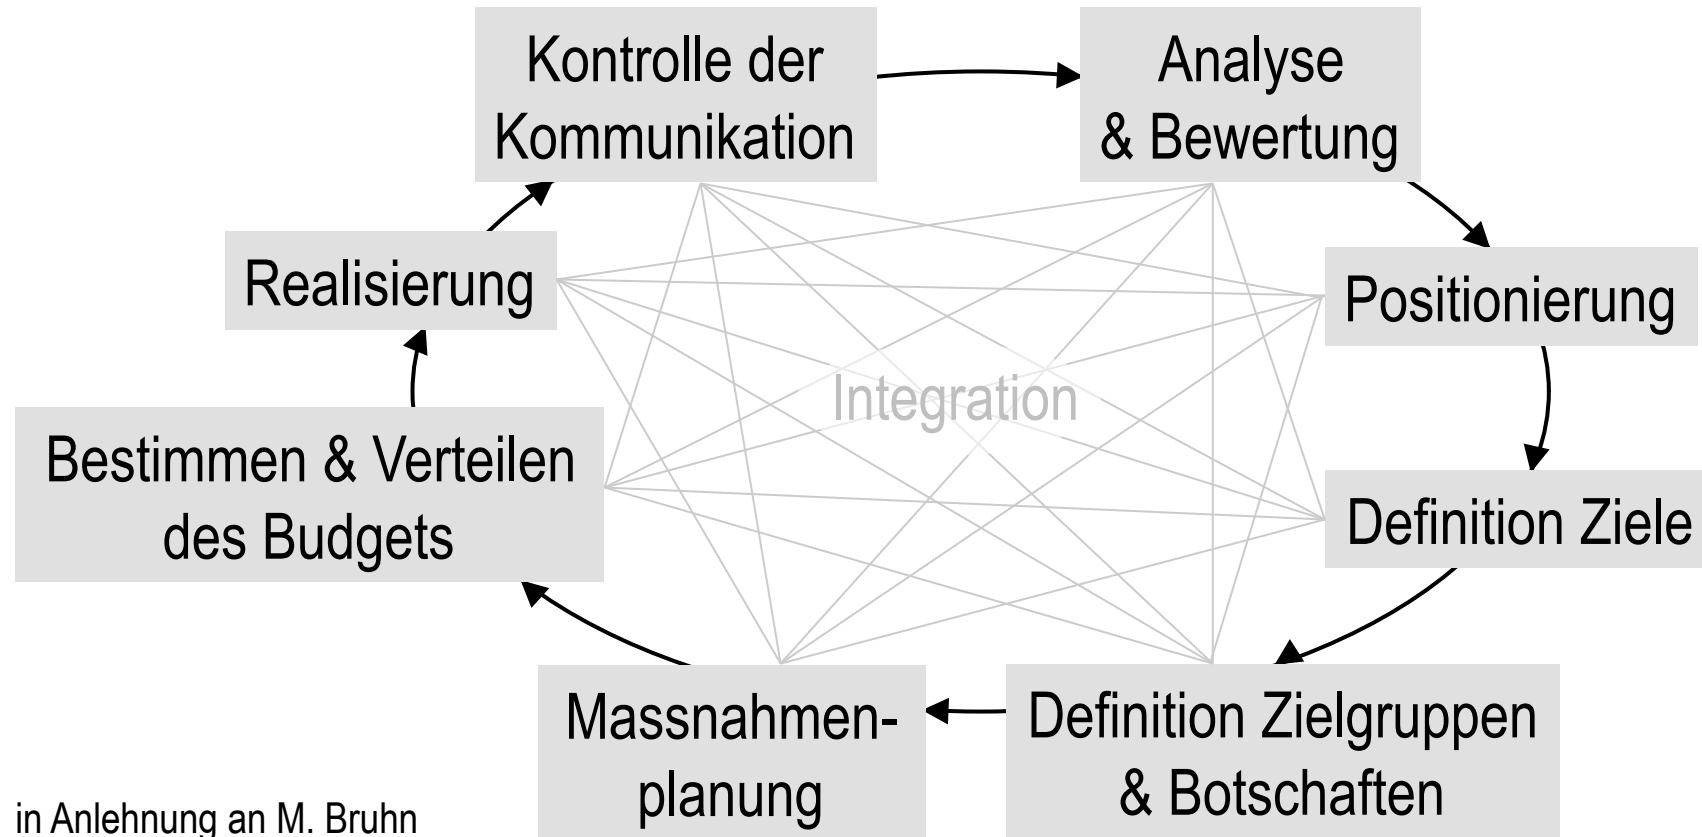 Kontrolle der
Kommunikation
Analyse
& Bewertung
Realisierung
Positionierung
Integration
Bestimmen & Verteilen
des Budgets
Definition Ziele
Massnahmen-
planung
Definition Zielgruppen
& Botschaften
in Anlehnung an M. Bruhn